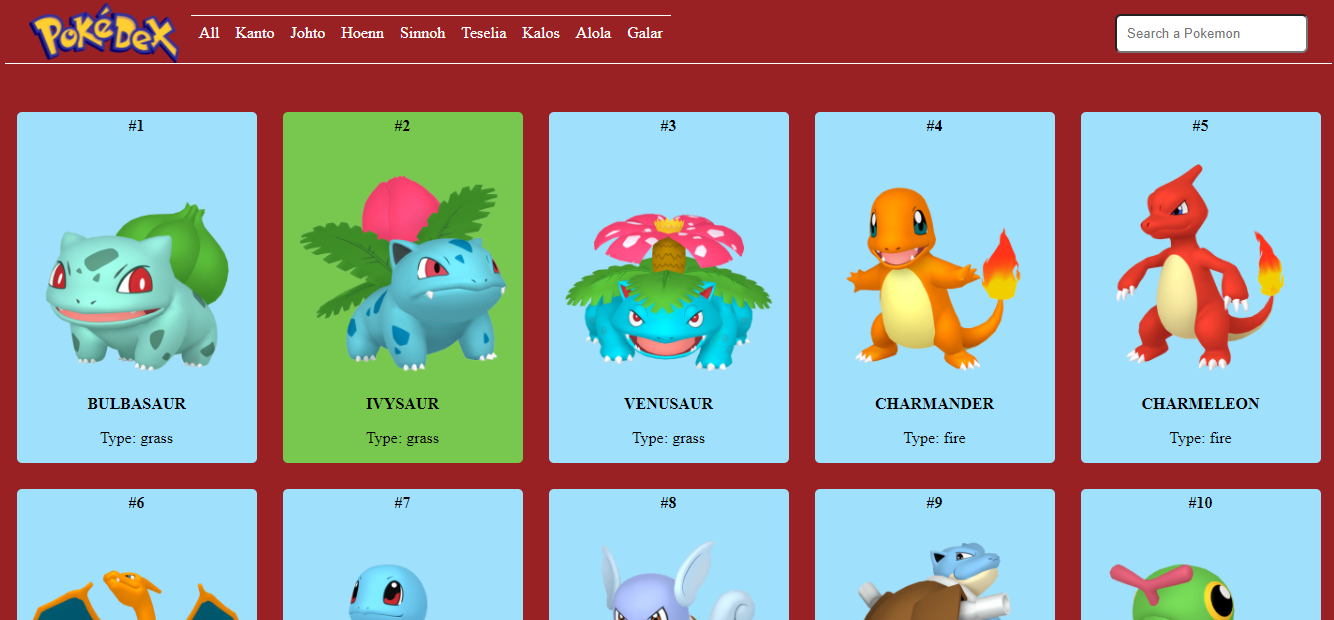 POKéDEX
All Kanto Johto Hoenn Sinnoh Teselia Kalos Alola Galar
Search a Pokemon
#1 #2 #3 #4 #5
BULBASAUR IVYSAUR VENUSAUR CHARMANDER CHARMELEON
Type: grass Type: grass Type: grass Type: fire Type: fire
#6 #7 #8 #9 #10